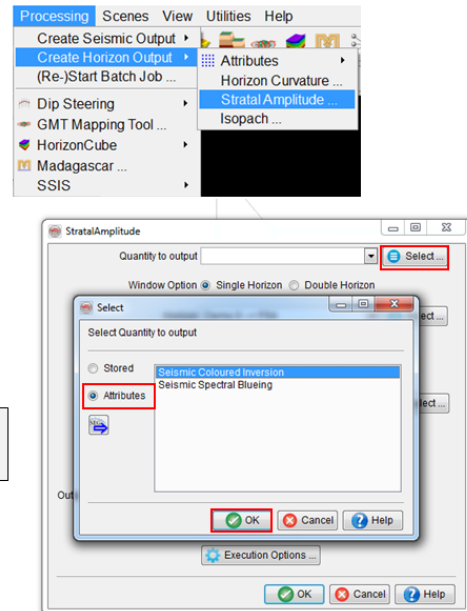 Processing Scenes View Utilities Help
Create Seismic Output
Create Horizon Output
(Re-)Start Batch Job ...
Dip Steering
GMT Mapping Tool ...
HorizonCube
Madagascar ...
SSIS
Attributes
Horizon Curvature ...
Stratal Amplitude ...
Isopach ...
StratalAmplitude
Quantity to output
Select ...
Window Option Single Horizon Double Horizon
Select
ect ...
Select Quantity to output
Stored
Attributes
Seismic Coloured Inversion
Seismic Spectral Blueing
lect ...
Out
OK Cancel Help
Execution Options ...
OK Cancel Help